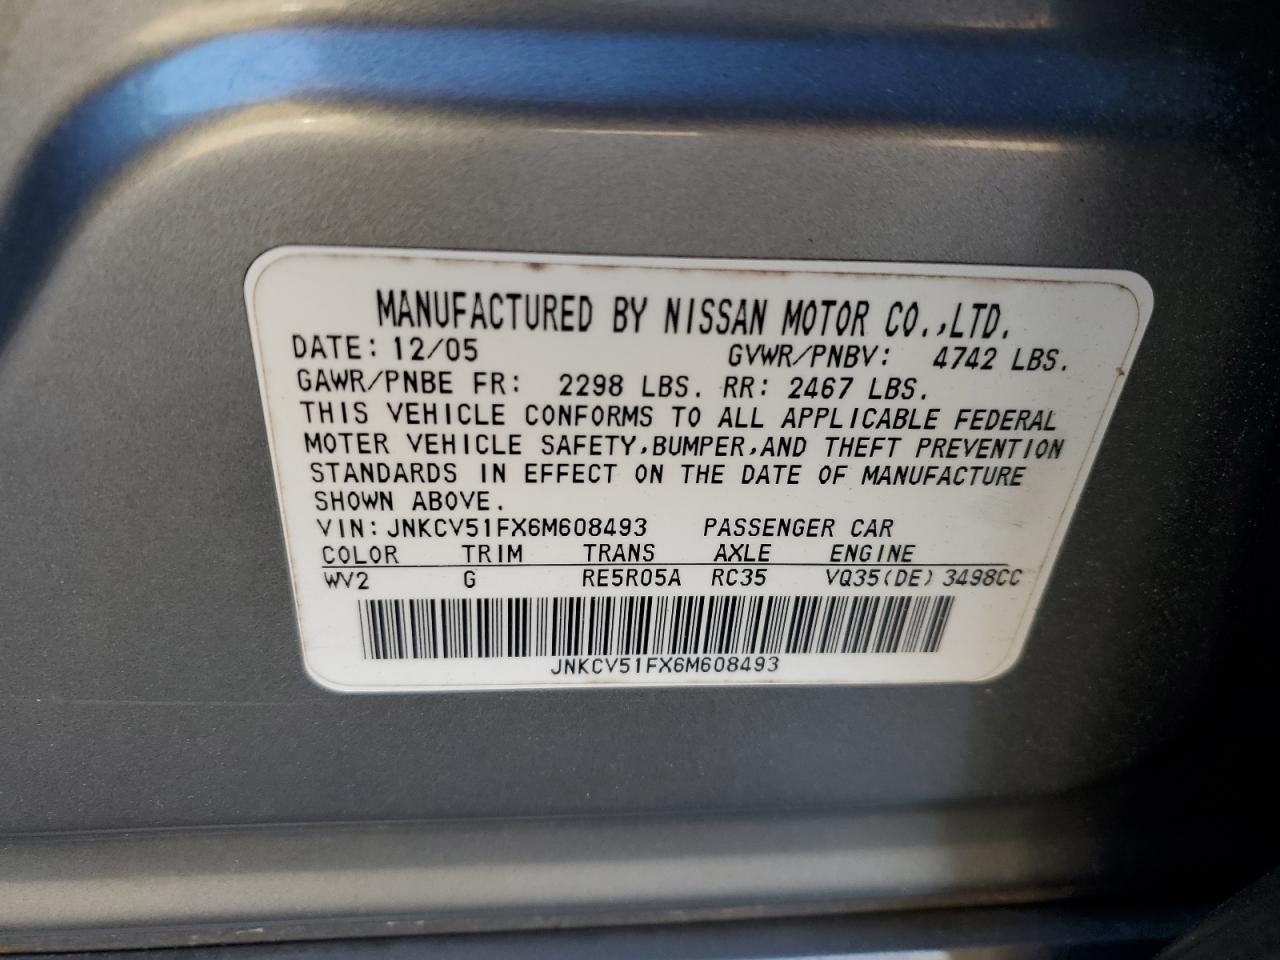 MANUFACTURED BY NISSAN MOTOR CO.,LTD.
DATE: 12/05 GVWR/PNBV: 4742 LBS.
GAWR/PNBE FR: 2298 LBS. RR: 2467 LBS.
THIS VEHICLE CONFORMS TO ALL APPLICABLE FEDERAL
MOTER VEHICLE SAFETY,BUMPER,AND THEFT PREVENTION
STANDARDS IN EFFECT ON THE DATE OF MANUFACTURE
SHOWN ABOVE.
VIN: JNKCV51FX6M608493 PASSENGER CAR
COLOR TRIM TRANS AXLE ENGINE
WV2 G RE5R05A RC35 VQ35(DE) 3498CC
JNKCV51FX6M608493